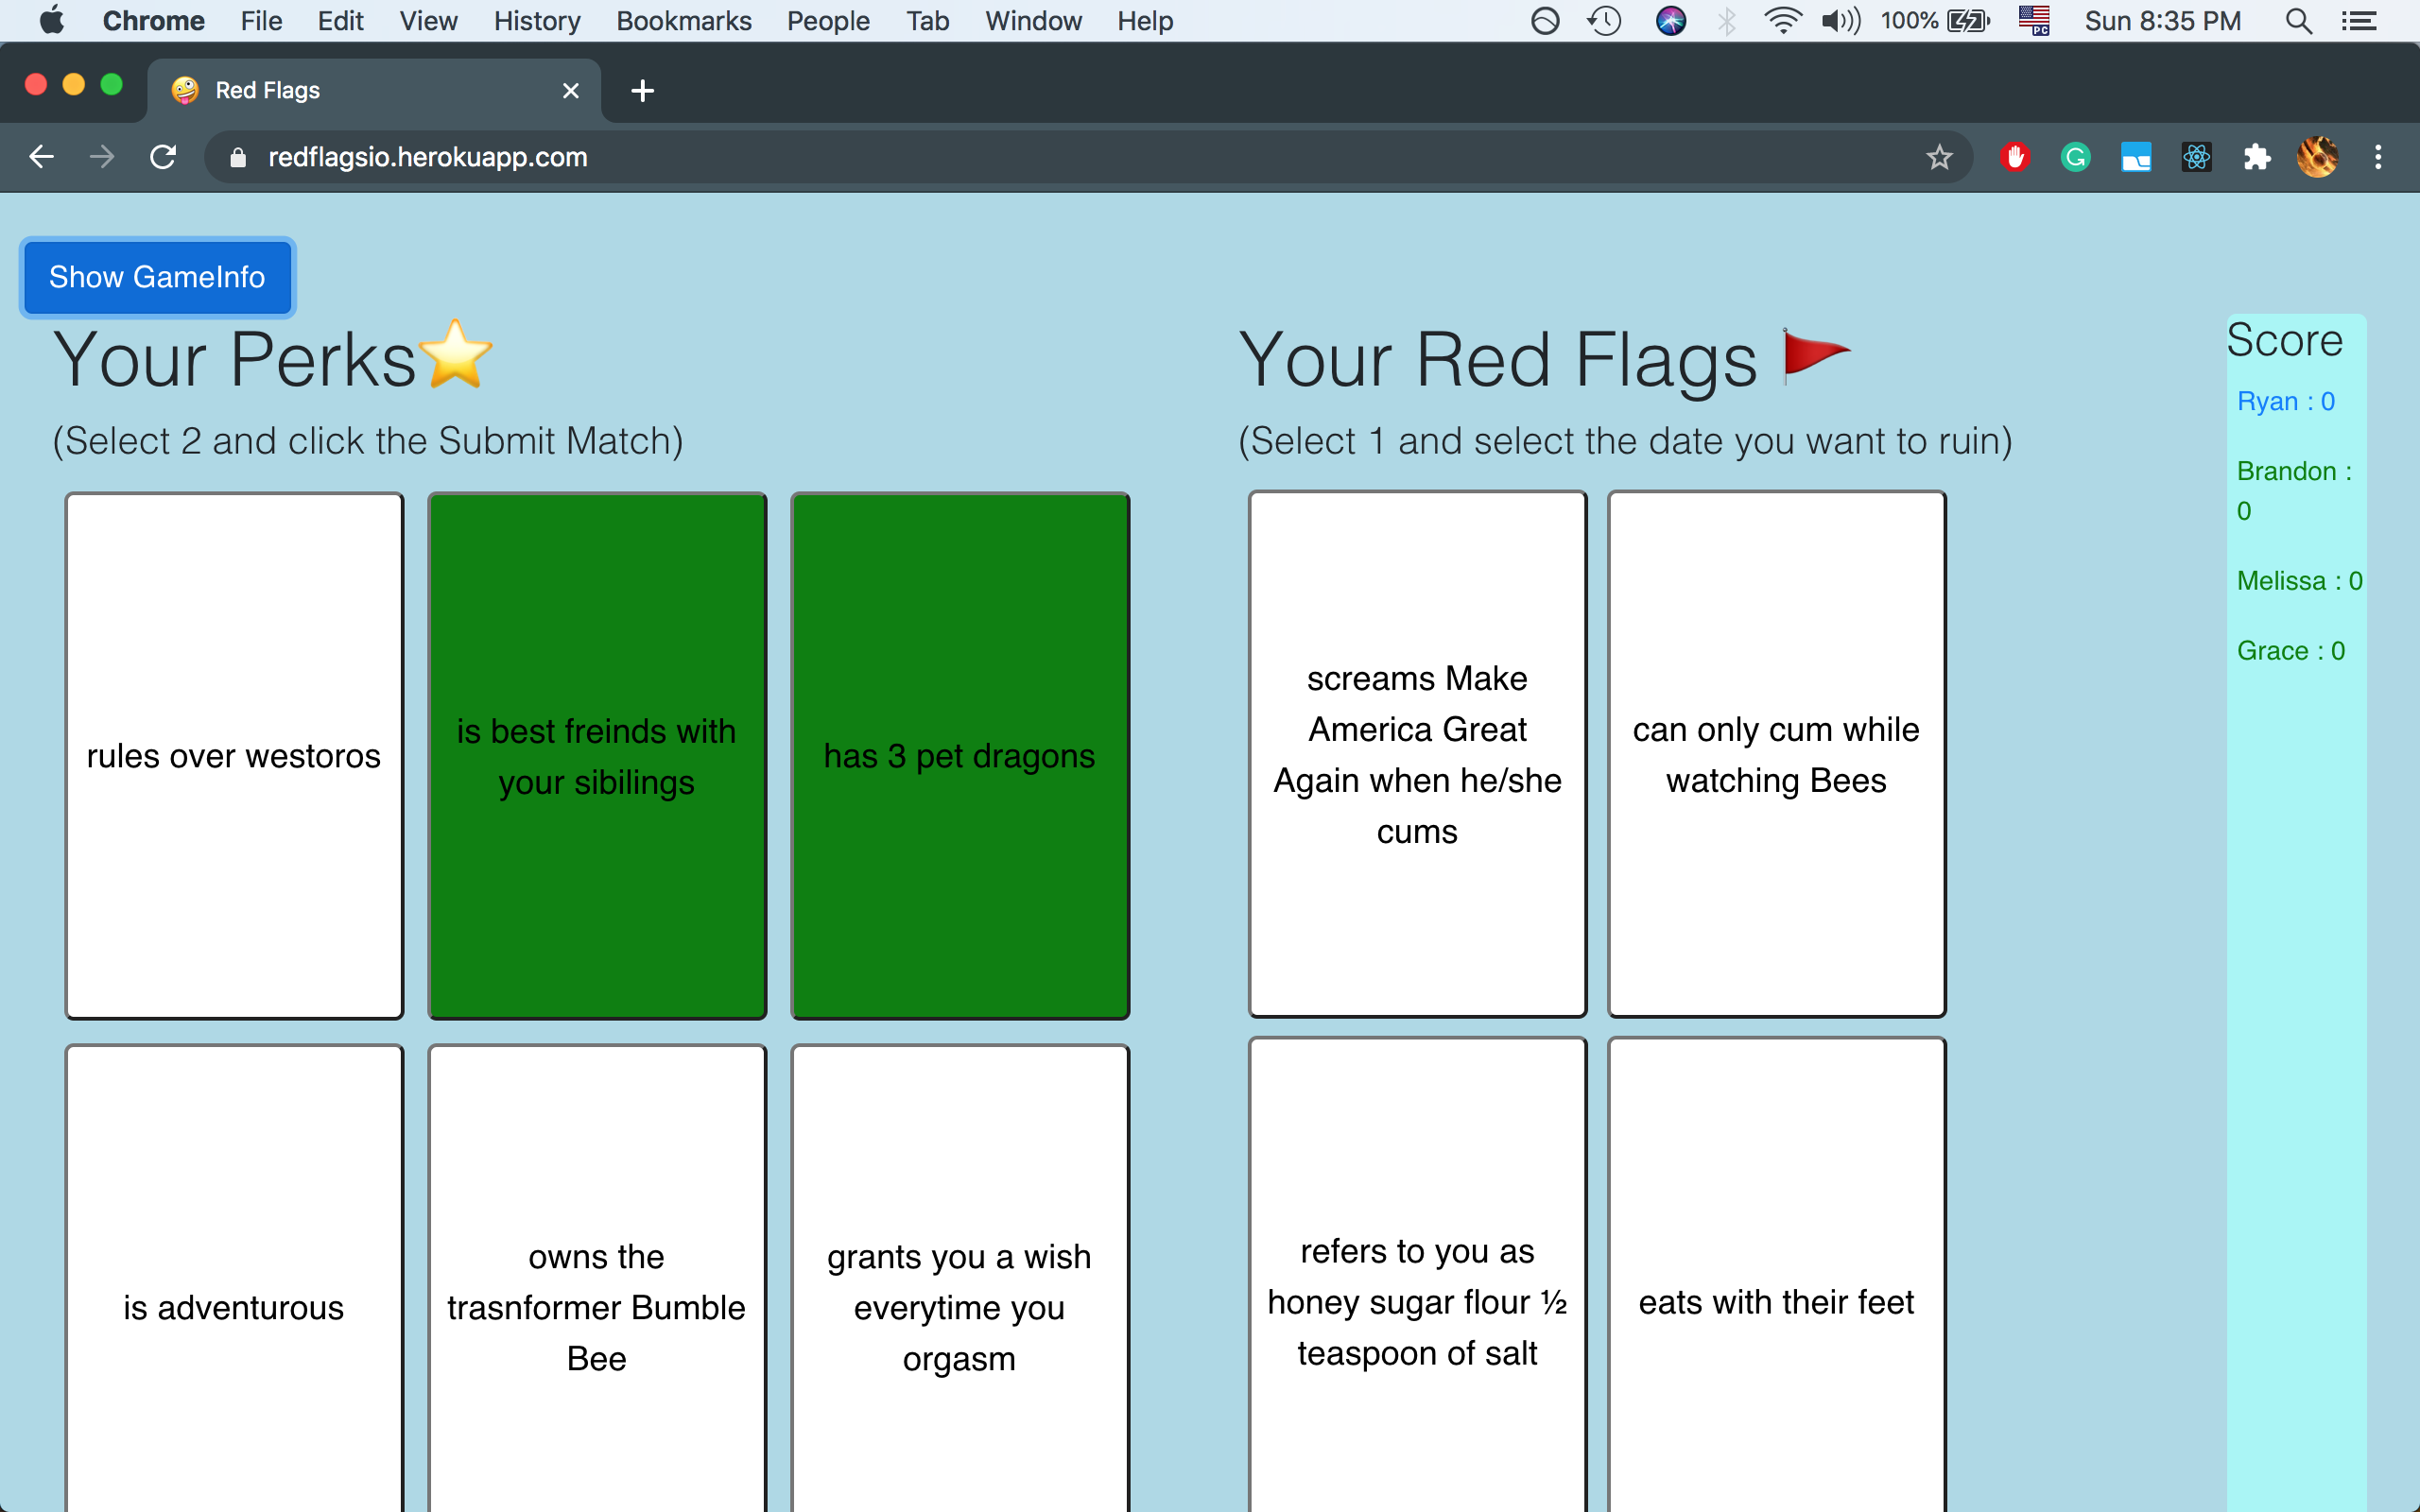 Chrome File Edit View History Bookmarks People Tab Window Help 100% PC Sun 8:35 PM
Red Flags
redflagsio.herokuapp.com
Show GameInfo
Your Perks
(Select 2 and click the Submit Match)
rules over westoros
is best freinds with
your sibilings
has 3 pet dragons
is adventurous
owns the
trasnformer Bumble
Bee
grants you a wish
everytime you
orgasm
Your Red Flags
(Select 1 and select the date you want to ruin)
screams Make
America Great
Again when he/she
cums
can only cum while
watching Bees
refers to you as
honey sugar flour ½
teaspoon of salt
eats with their feet
Score
Ryan : 0
Brandon :
0
Melissa : 0
Grace : 0